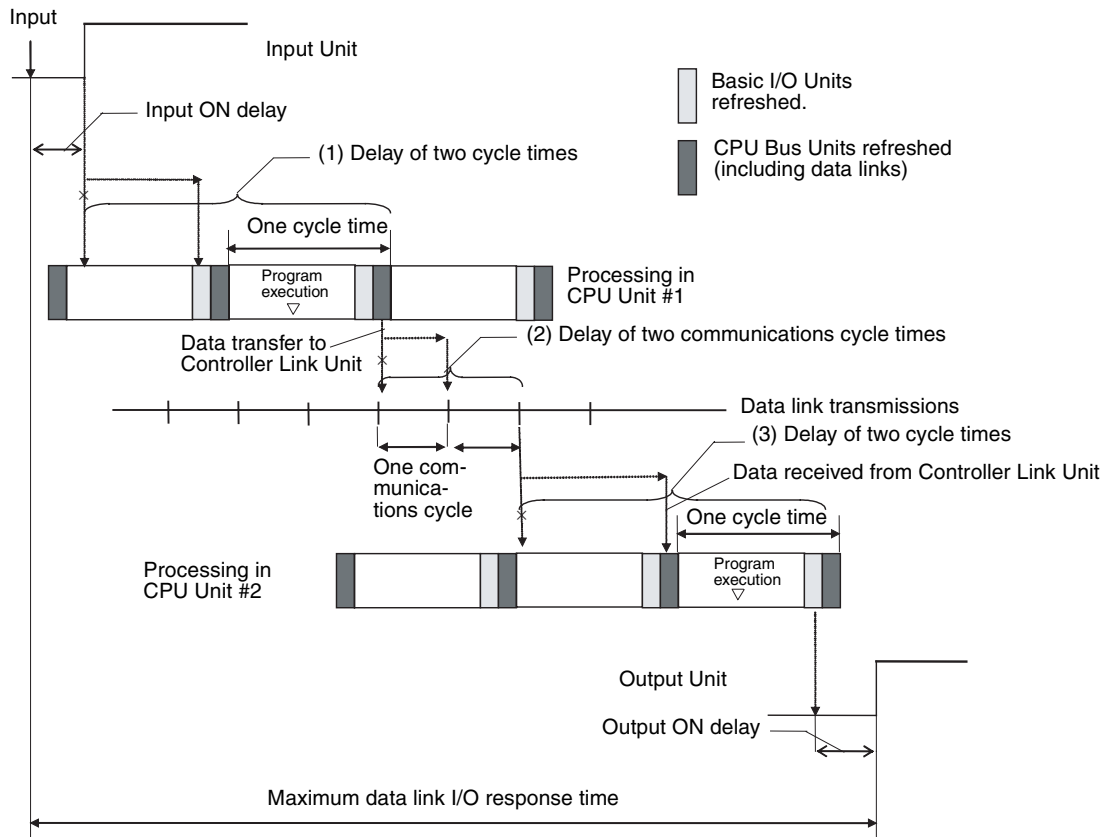 Input
Input Unit
Basic I/O Units
refreshed.
Input ON delay
CPU Bus Units refreshed
(including data links)
(1) Delay of two cycle times
One cycle time
Program
execution
Processing in
CPU Unit #1
Data transfer to
Controller Link Unit
(2) Delay of two communications cycle times
Data link transmissions
(3) Delay of two cycle times
One com-
munica-
tions cycle
Data received from Controller Link Unit
One cycle time
Processing in
CPU Unit #2
Program
execution
Output Unit
Output ON delay
Maximum data link I/O response time